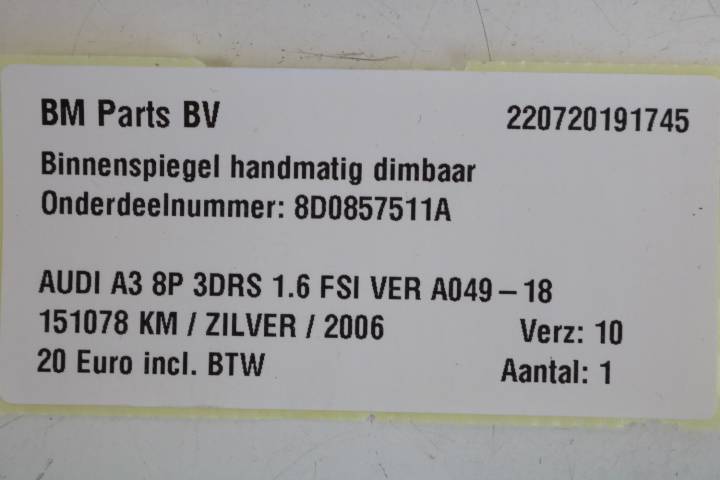 BM Parts BV 220720191745
Binnenspiegel handmatig dimbaar
Onderdeelnummer: 8D0857511A
AUDI A3 8P 3DRS 1.6 FSI VER A049-18
151078 KM / ZILVER / 2006 Verz: 10
20 Euro incl. BTW Aantal: 1